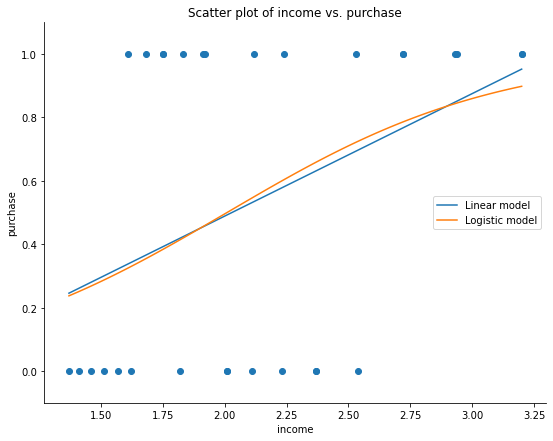 Scatter plot of income vs. purchase
1.0
0.8
0.6
0.4
0.2
0.0
purchase
Linear model
Logistic model
1.50
1.75
2.00
2.25
2.50
2.75
3.00
3.25
income